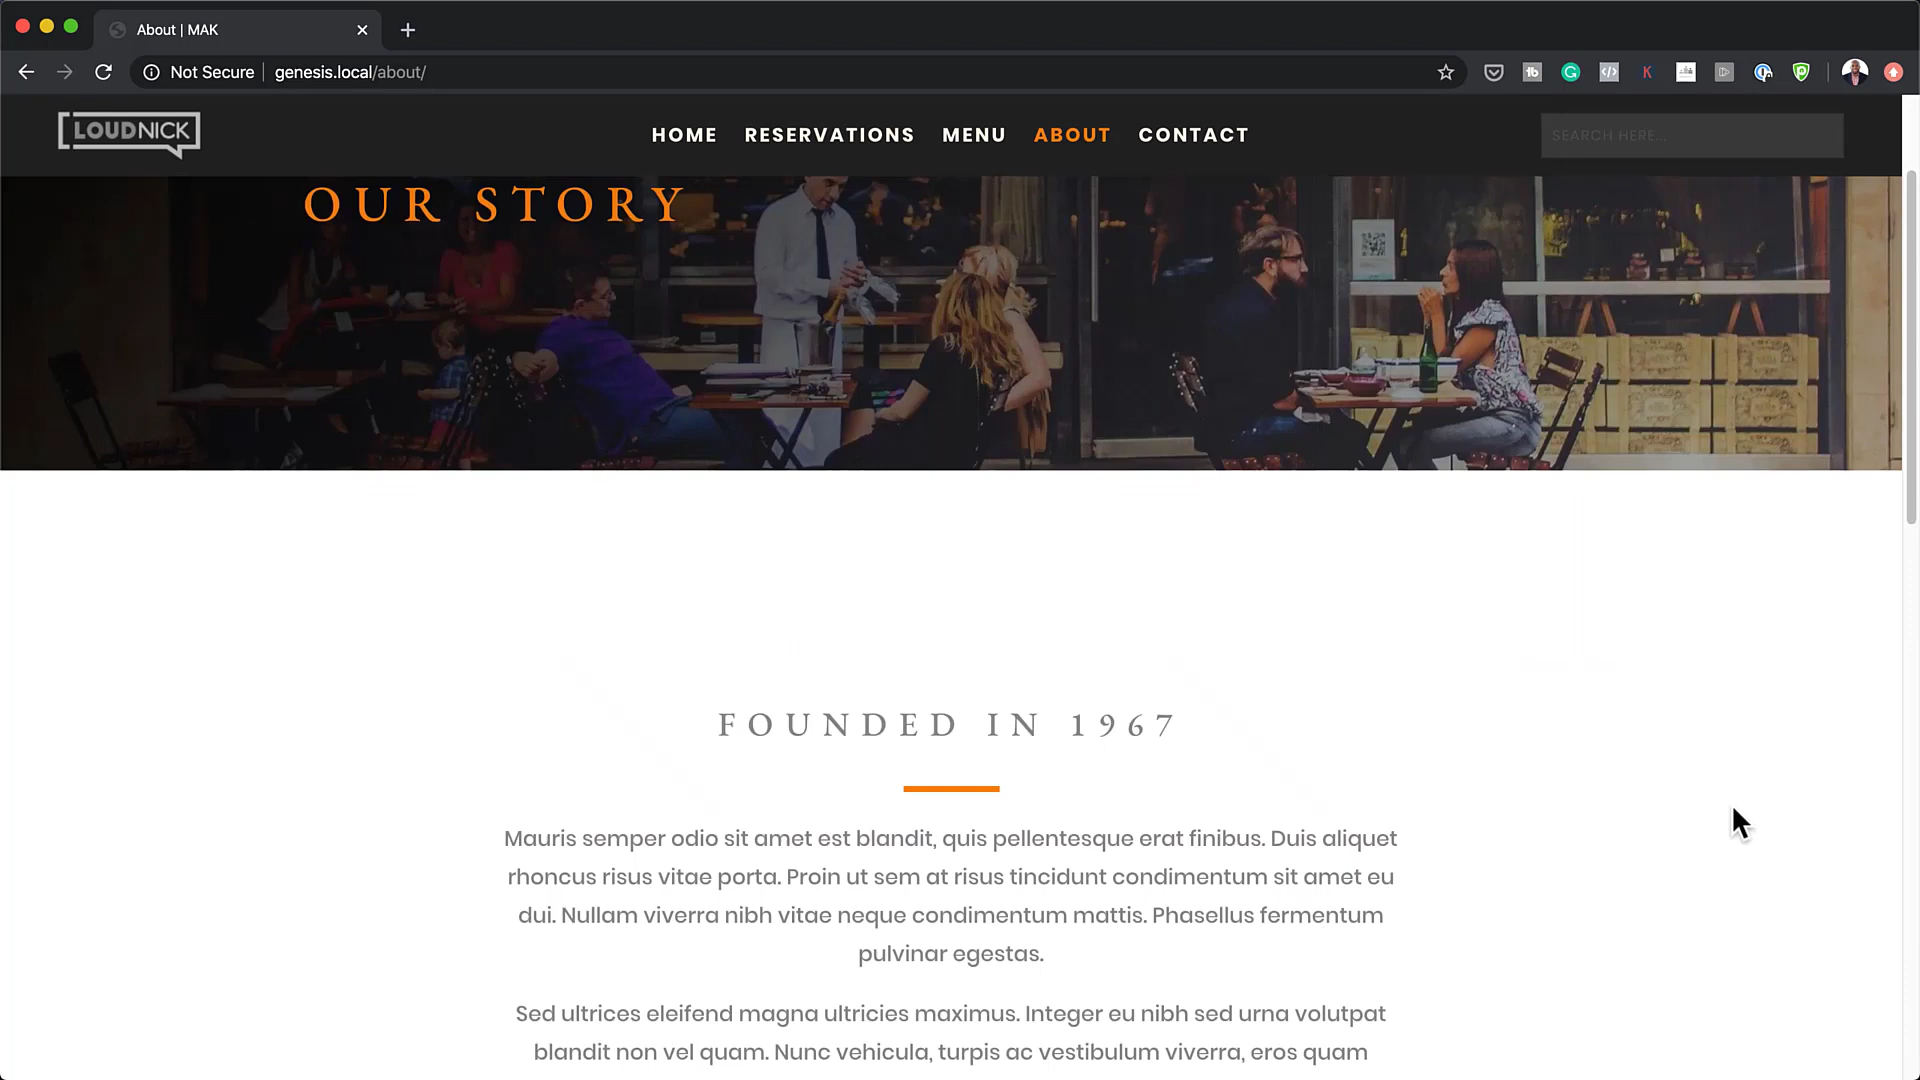 About | MAK
Not Secure genesis.local/about/
LOUDNICK
HOME RESERVATIONS MENU ABOUT CONTACT
SEARCH HERE...
OUR STORY
FOUNDED IN 1967
Mauris semper odio sit amet est blandit, quis pellentesque erat finibus. Duis aliquet
rhoncus risus vitae porta. Proin ut sem at risus tincidunt condimentum sit amet eu
dui. Nullam viverra nibh vitae neque condimentum mattis. Phasellus fermentum
pulvinar egestas.
Sed ultrices eleifend magna ultricies maximus. Integer eu nibh sed urna volutpat
blandit non vel quam. Nunc vehicula, turpis ac vestibulum viverra, eros quam